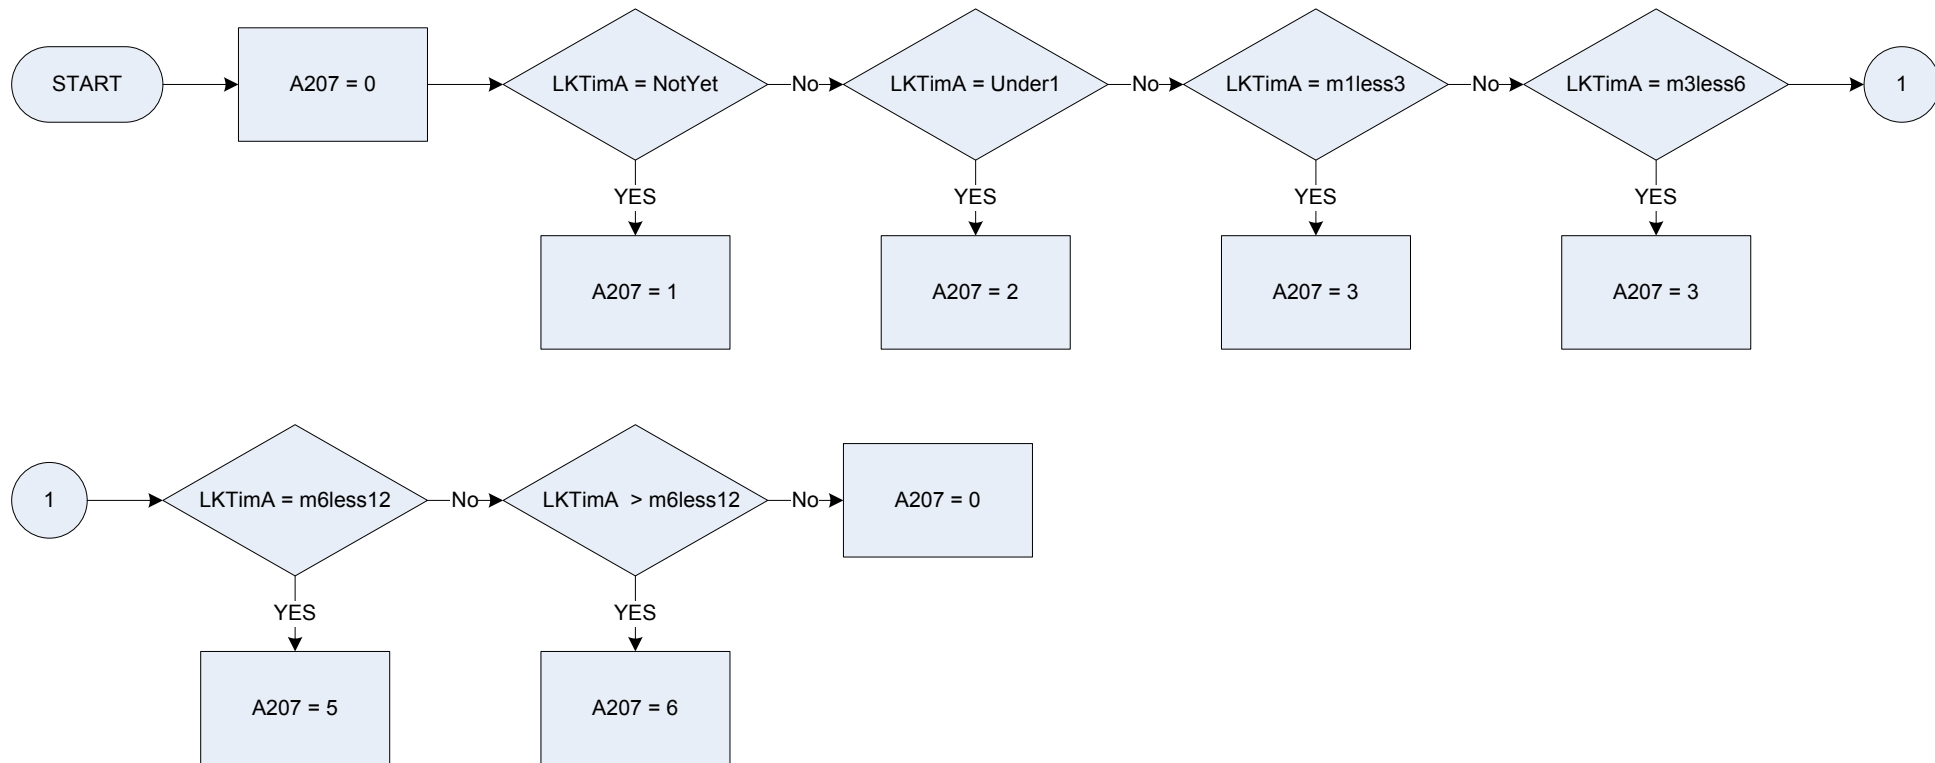 START
A207 = 0
LKTimA = NotYet
No
LKTimA = Under1
No
LKTimA = m1less3
No
LKTimA = m3less6
1
YES
YES
YES
YES
A207 = 1
A207 = 2
A207 = 3
A207 = 3
1
LKTimA = m6less12
No
LKTimA  > m6less12
No
A207 = 0
YES
YES
A207 = 5
A207 = 6